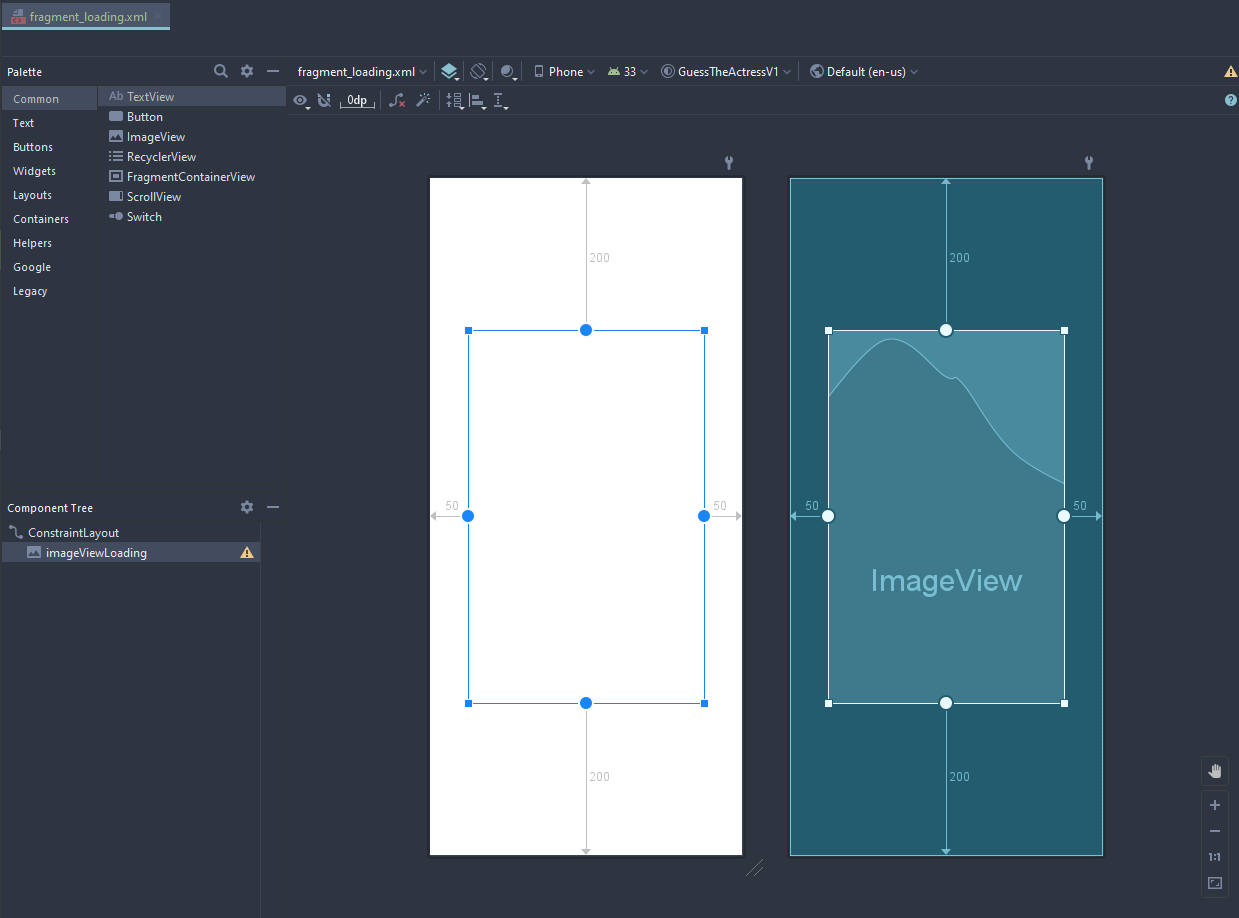 fragment_loading.xml
Palette
fragment_loading.xml
Phone
33
GuessTheActressV1
Default (en-us)
0dp
Common
Text
Buttons
Widgets
Layouts
Containers
Helpers
Google
Legacy
Ab TextView
Button
ImageView
RecyclerView
FragmentContainerView
ScrollView
Switch
200
50
50
200
200
50
50
ImageView
200
Component Tree
ConstraintLayout
imageViewLoading
1:1